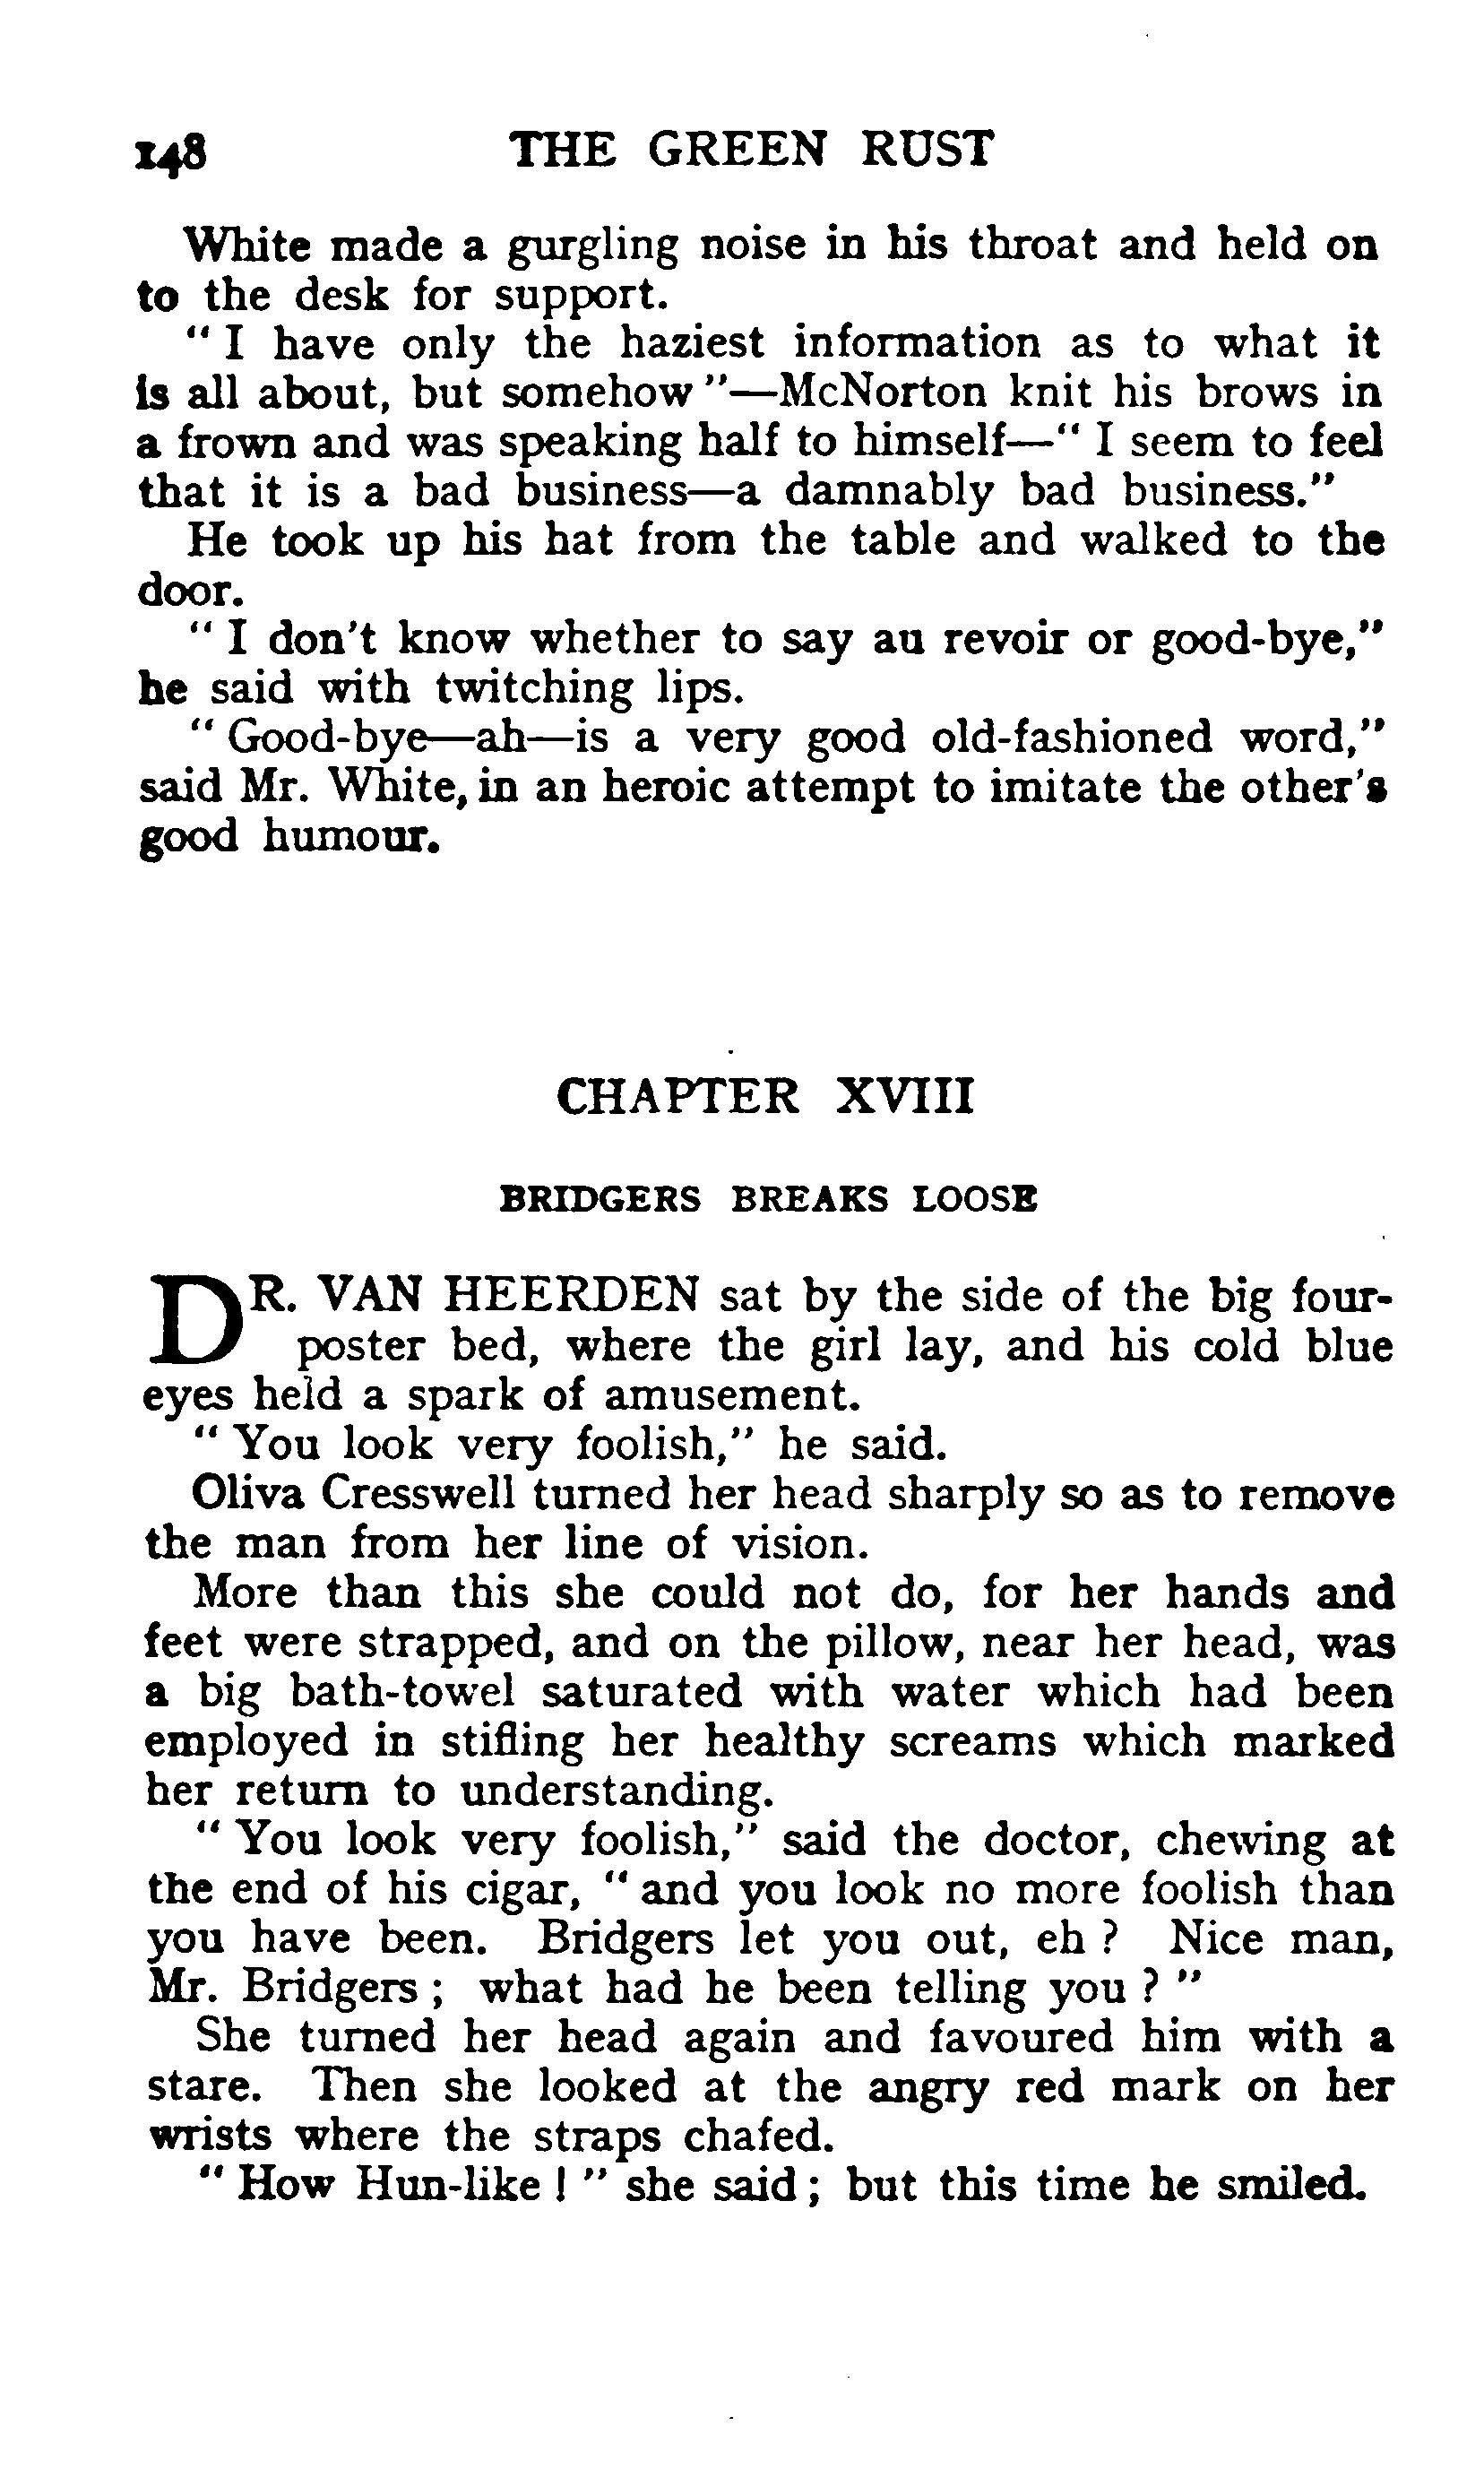 148 THE GREEN RUST
White made a gurgling noise in his throat and held on
to the desk for support.
" I have only the haziest information as to what it
is all about, but somehow "—McNorton knit his brows in
a frown and was speaking half to himself—" I seem to feel
that it is a bad business—a damnably bad business."
He took up his hat from the table and walked to the
door.
" I don't know whether to say au revoir or good-bye,"
he said with twitching lips.
" Good-bye—ah—is a very good old-fashioned word,"
said Mr. White, in an heroic attempt to imitate the other's
good humour.
CHAPTER XVIII
BRIDGERS BREAKS LOOSE
DR. VAN HEERDEN sat by the side of the big four-
poster bed, where the girl lay, and his cold blue
eyes held a spark of amusement.
" You look very foolish," he said.
Oliva Cresswell turned her head sharply so as to remove
the man from her line of vision.
More than this she could not do, for her hands and
feet were strapped, and on the pillow, near her head, was
a big bath-towel saturated with water which had been
employed in stifling her healthy screams which marked
her return to understanding.
" You look very foolish," said the doctor, chewing at
the end of his cigar, " and you look no more foolish than
you have been. Bridgers let you out, eh ? Nice man,
Mr. Bridgers ; what had he been telling you ? "
She turned her head again and favoured him with a
stare. Then she looked at the angry red mark on her
wrists where the straps chafed.
" How Hun-like ! " she said ; but this time he smiled.